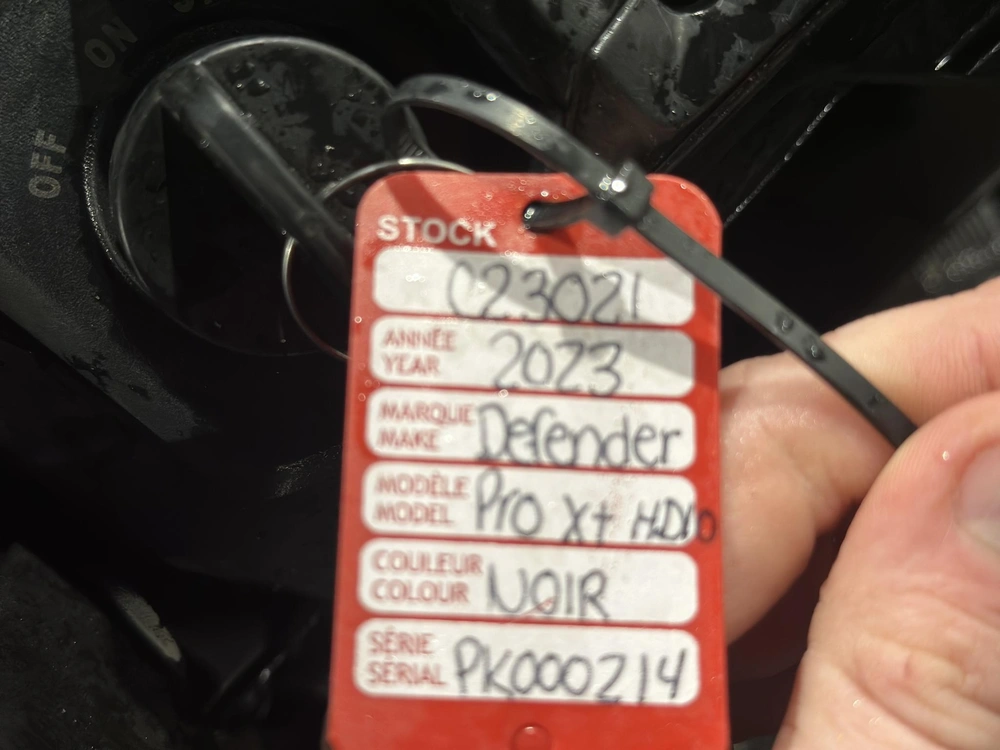 ON
OFF
STOCK
C23021
ANNÉE
YEAR
2023
MARQUE
MAKE
Defender
MODÈLE
MODEL
Pro X+ HD10
COULEUR
COLOUR
NOIR
SÉRIE
SERIAL
PK000214